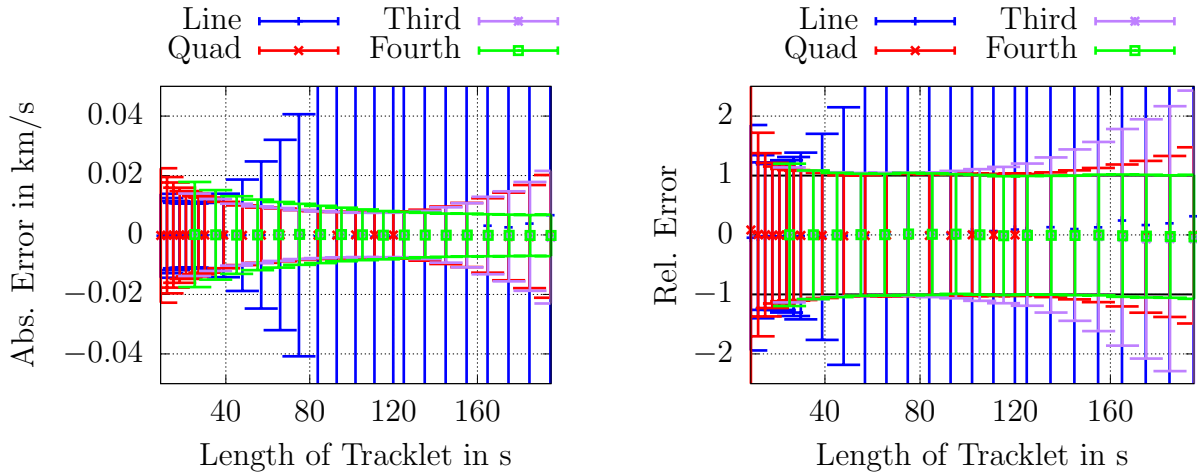 Line Third
Quad Fourth
Abs. Error in km/s
0.04
0.02
0
−0.02
−0.04
40 80 120 160
Length of Tracklet in s
Line Third
Quad Fourth
Rel. Error
2
1
0
−1
−2
40 80 120 160
Length of Tracklet in s